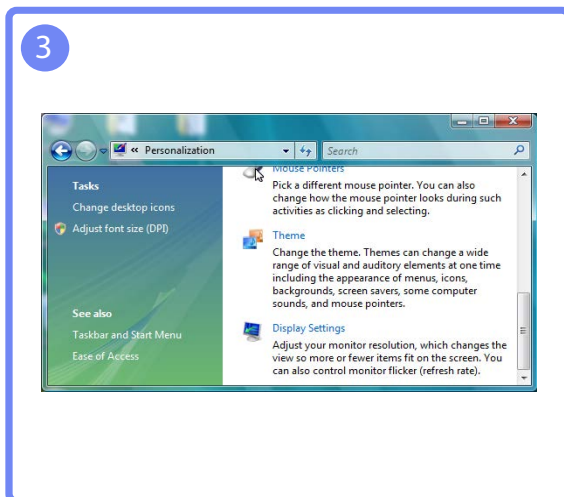 3
« Personalization
Search
Tasks
Change desktop icons
Adjust font size (DPI)
See also
Taskbar and Start Menu
Ease of Access
Mouse Pointers
Pick a different mouse pointer. You can also
change how the mouse pointer looks during such
activities as clicking and selecting.
Theme
Change the theme. Themes can change a wide
range of visual and auditory elements at one time
including the appearance of menus, icons,
backgrounds, screen savers, some computer
sounds, and mouse pointers.
Display Settings
Adjust your monitor resolution, which changes the
view so more or fewer items fit on the screen. You
can also control monitor flicker (refresh rate).